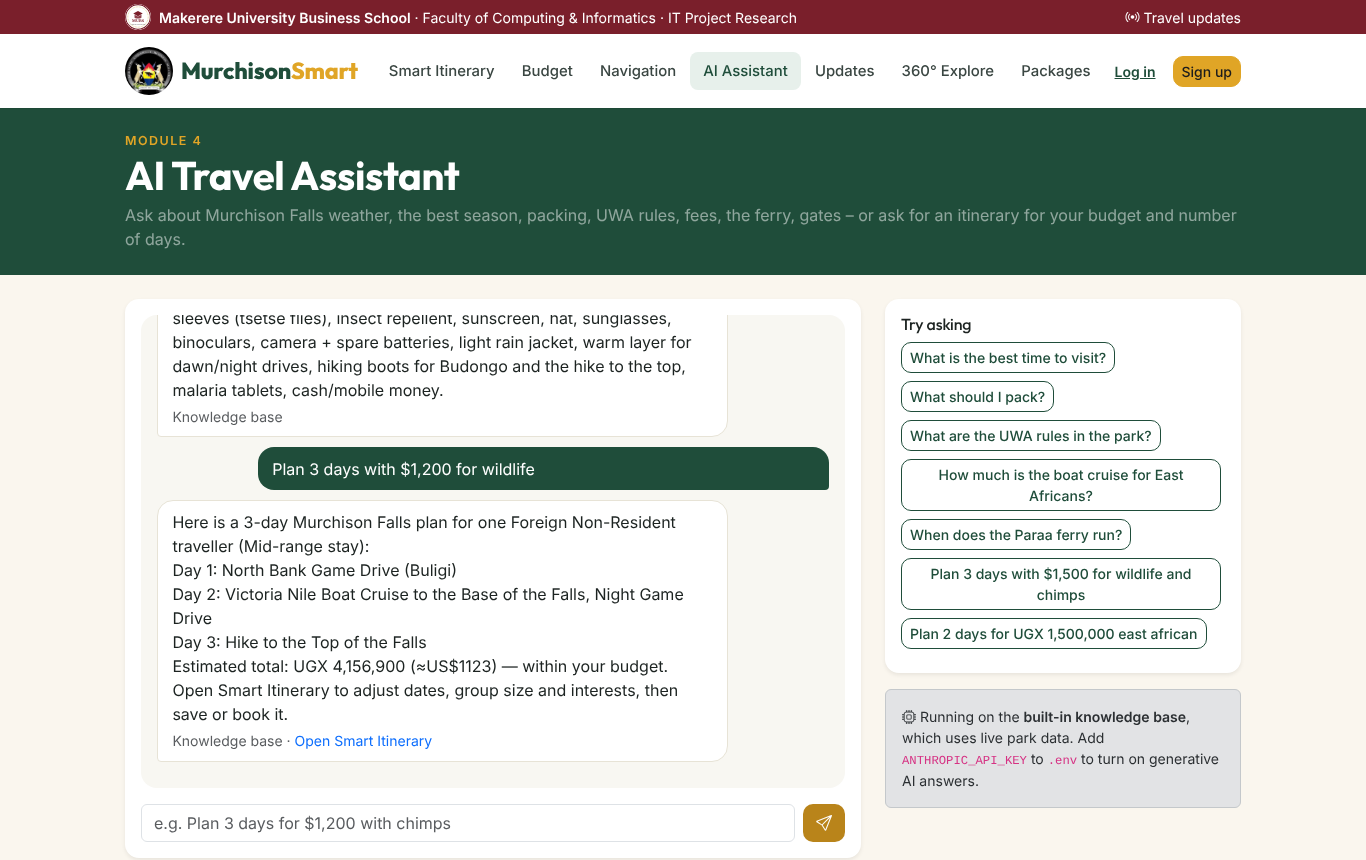 Makerere University Business School · Faculty of Computing & Informatics · IT Project Research
Travel updates
MurchisonSmart
Smart Itinerary
Budget
Navigation
AI Assistant
Updates
360° Explore
Packages
Log in
Sign up
MODULE 4
AI Travel Assistant
Ask about Murchison Falls weather, the best season, packing, UWA rules, fees, the ferry, gates – or ask for an itinerary for your budget and number
of days.
sleeves (tsetse flies), insect repellent, sunscreen, hat, sunglasses,
binoculars, camera + spare batteries, light rain jacket, warm layer for
dawn/night drives, hiking boots for Budongo and the hike to the top,
malaria tablets, cash/mobile money.
Knowledge base
Plan 3 days with $1,200 for wildlife
Here is a 3-day Murchison Falls plan for one Foreign Non-Resident
traveller (Mid-range stay):
Day 1: North Bank Game Drive (Buligi)
Day 2: Victoria Nile Boat Cruise to the Base of the Falls, Night Game
Drive
Day 3: Hike to the Top of the Falls
Estimated total: UGX 4,156,900 (≈US$1123) — within your budget.
Open Smart Itinerary to adjust dates, group size and interests, then
save or book it.
Knowledge base · Open Smart Itinerary
e.g. Plan 3 days for $1,200 with chimps
Try asking
What is the best time to visit?
What should I pack?
What are the UWA rules in the park?
How much is the boat cruise for East
Africans?
When does the Paraa ferry run?
Plan 3 days with $1,500 for wildlife and
chimps
Plan 2 days for UGX 1,500,000 east african
Running on the built-in knowledge base,
which uses live park data. Add
ANTHROPIC_API_KEY to .env to turn on generative
AI answers.